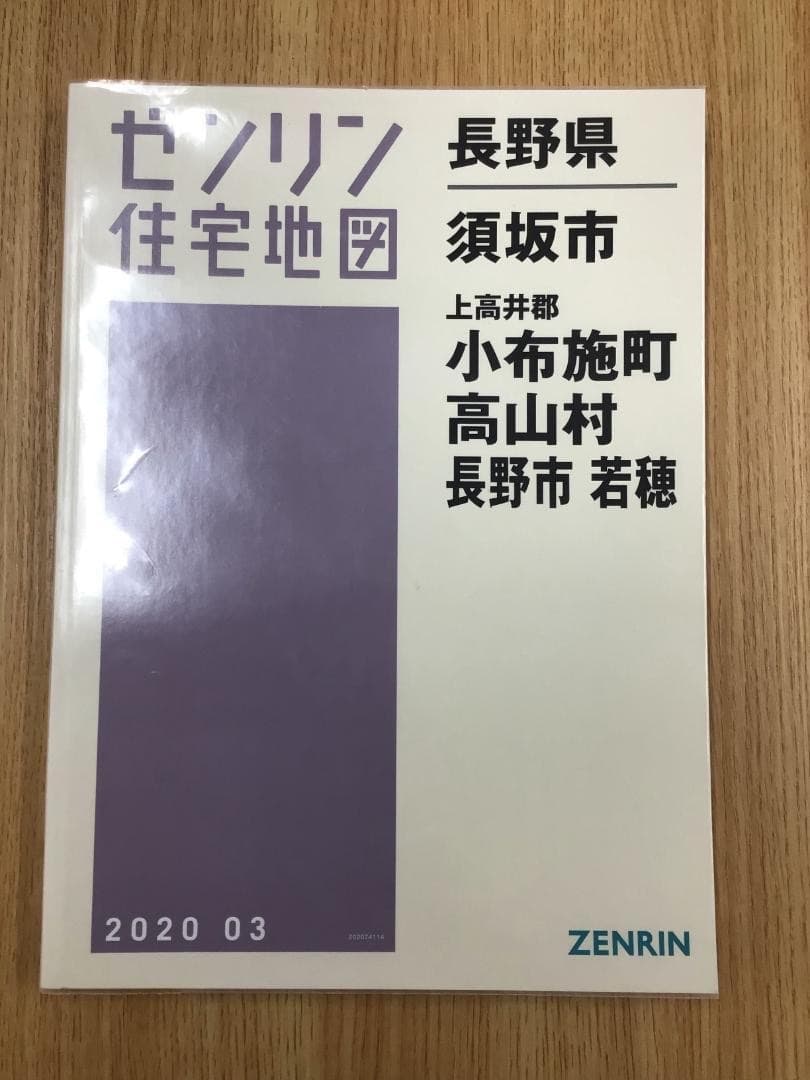 ゼンリン
住宅地図
長野県
須坂市
上高井郡
小布施町
高山村
長野市 若穂
2020 03
ZENRIN